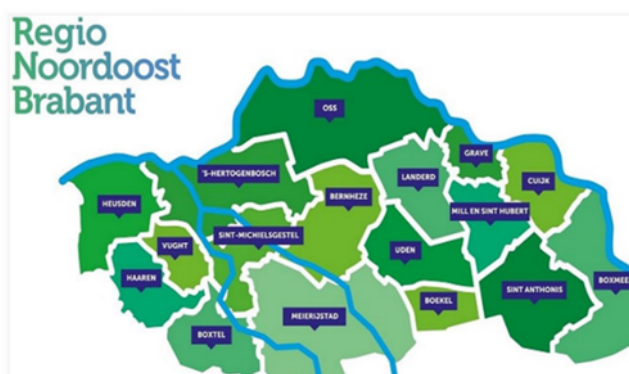 Regio
Noordoost
Brabant
OSS
GRAVE
'S-HERTOGENBOSCH
LANDERD
CUIJK
BERNHEZE
HEUSDEN
MILL EN SINT HUBERT
SINT-MICHIELSGESTEL
VUGHT
UDEN
BOXMEE
HAAREN
SINT ANTHONIS
BOEKEL
MEIERIJSTAD
BOXTEL